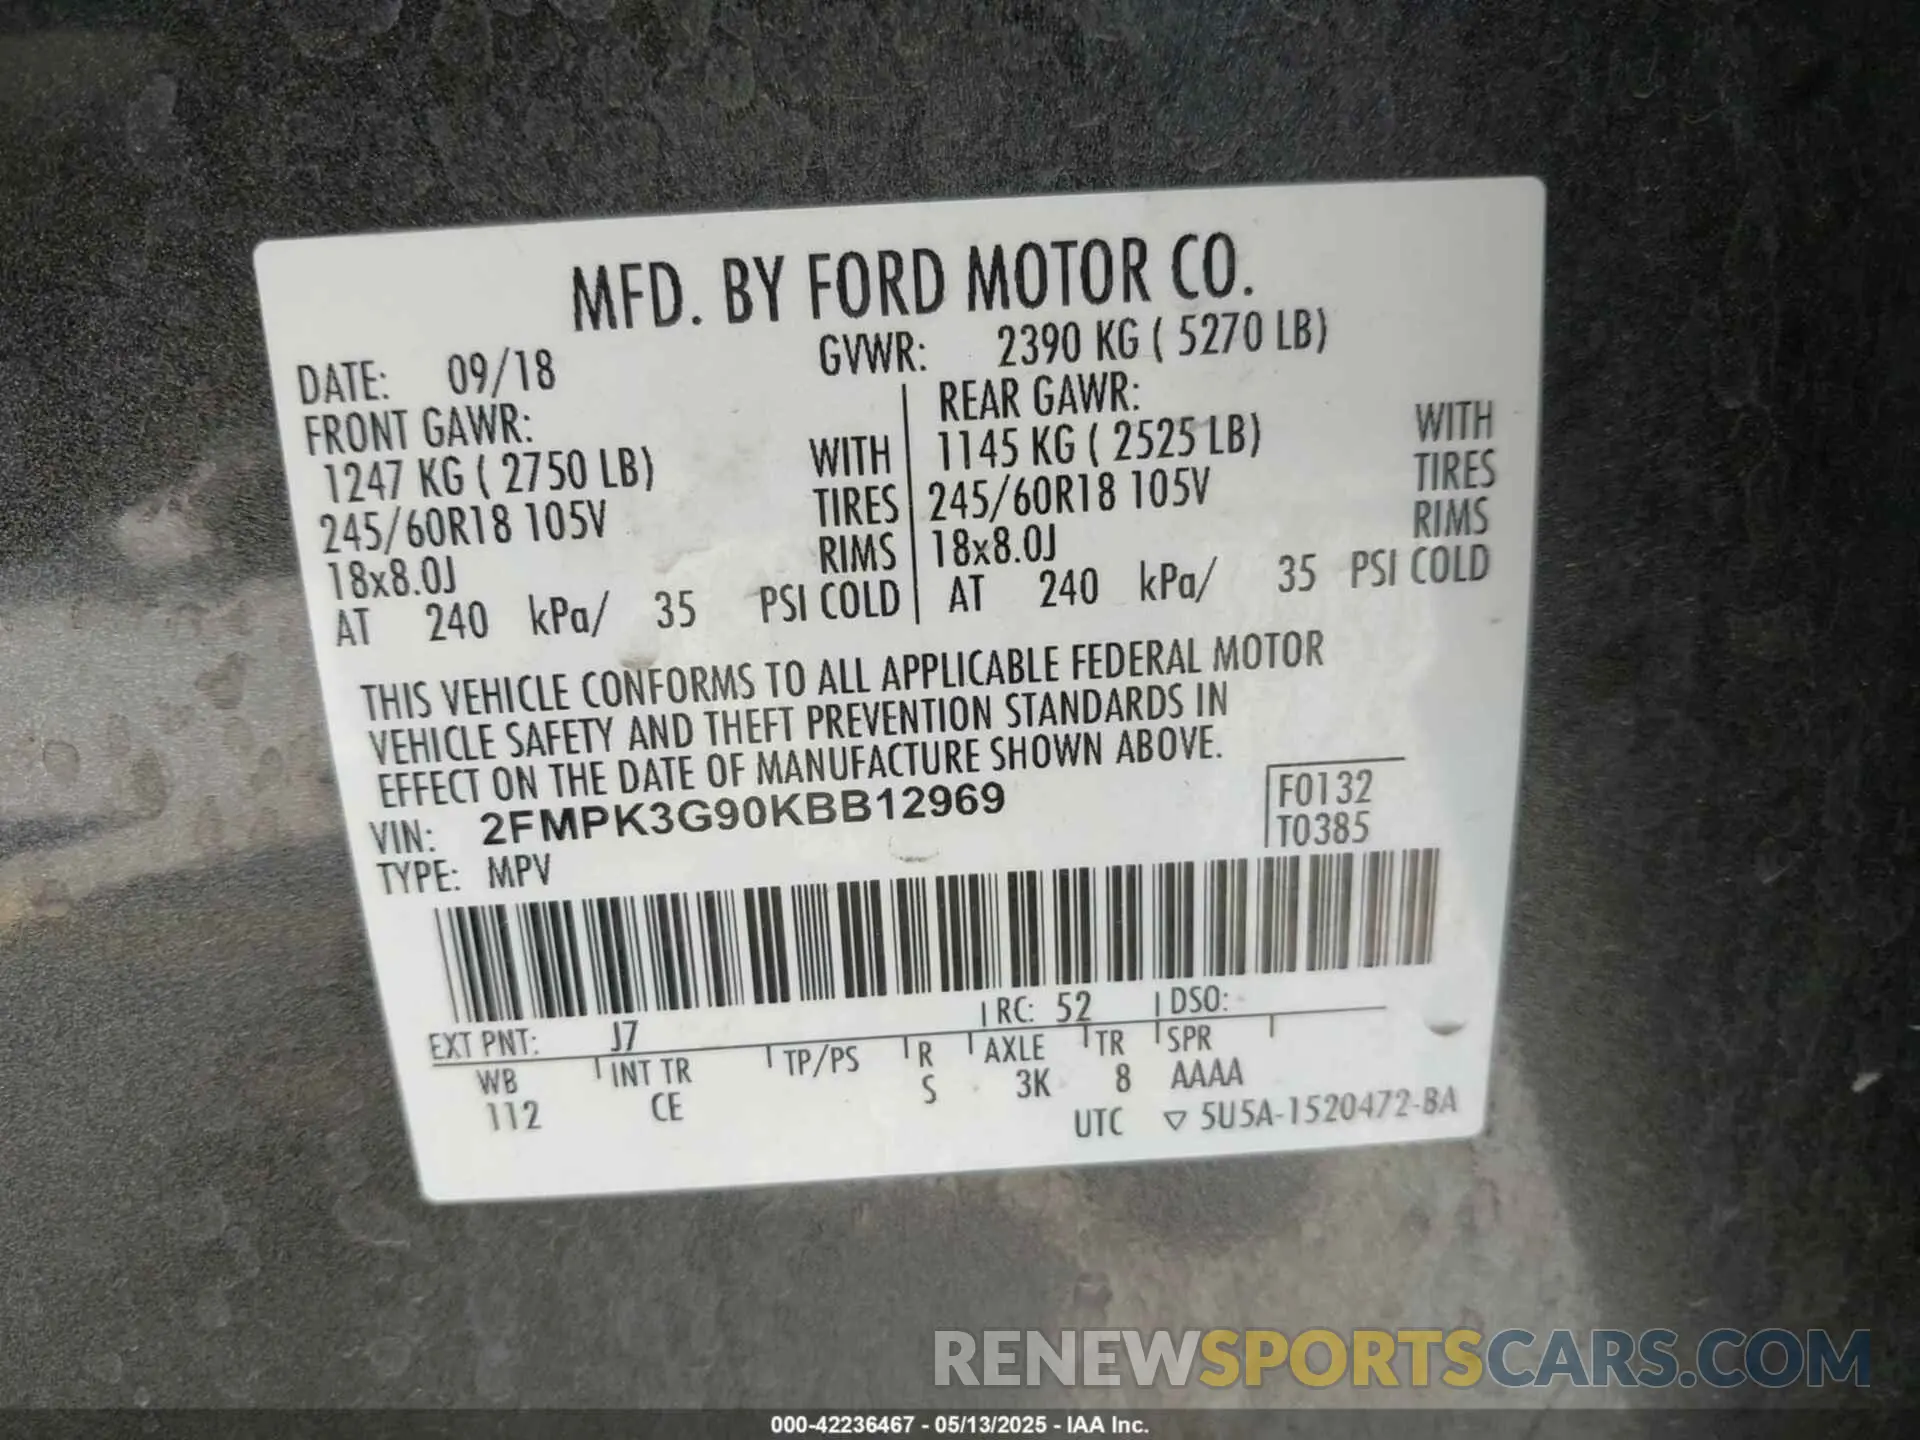 MFD. BY FORD MOTOR CO.
DATE: 09/18 GVWR: 2390 KG ( 5270 LB)
FRONT GAWR: REAR GAWR:
1247 KG ( 2750 LB) WITH 1145 KG ( 2525 LB) WITH
245/60R18 105V TIRES 245/60R18 105V TIRES
18x8.0J RIMS 18x8.0J RIMS
AT 240 kPa/ 35 PSI COLD AT 240 kPa/ 35 PSI COLD
THIS VEHICLE CONFORMS TO ALL APPLICABLE FEDERAL MOTOR
VEHICLE SAFETY AND THEFT PREVENTION STANDARDS IN
EFFECT ON THE DATE OF MANUFACTURE SHOWN ABOVE.
VIN: 2FMPK3G90KBB12969 F0132
TYPE: MPV T0385
EXT PNT: J7 RC: 52 DSO:
WB INT TR TP/PS R AXLE TR SPR
112 CE S 3K 8 AAAA
UTC ▽ 5U5A-1520472-BA
RENEWSPORTSCARS.COM
000-42236467 - 05/13/2025 - IAA Inc.